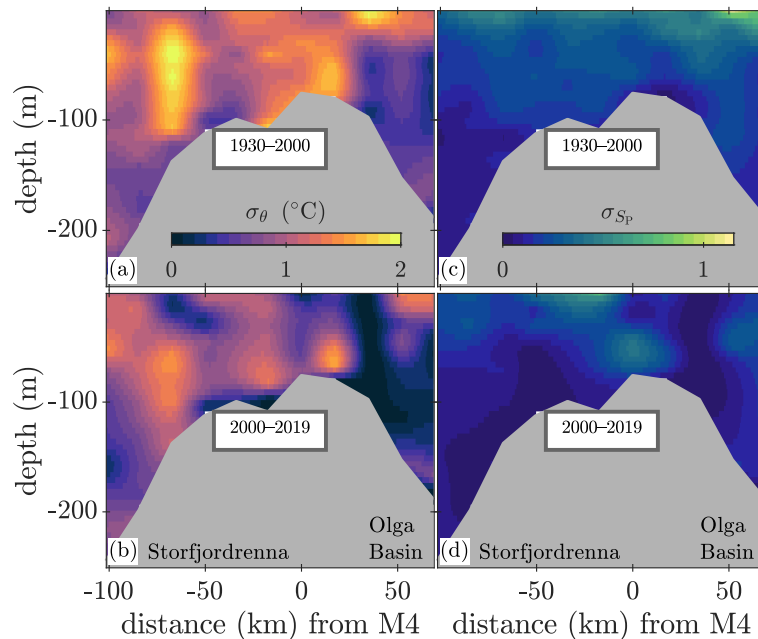 0
-100
-200
depth (m)
1930–2000
σθ (°C)
0 1 2
(a)
1930–2000
σSP
0 1
(c)
0
-100
-200
depth (m)
2000–2019
Olga
Basin
(b) Storfjordrenna
-100 -50 0 50
distance (km) from M4
2000–2019
Olga
Basin
(d) Storfjordrenna
-50 0 50
distance (km) from M4